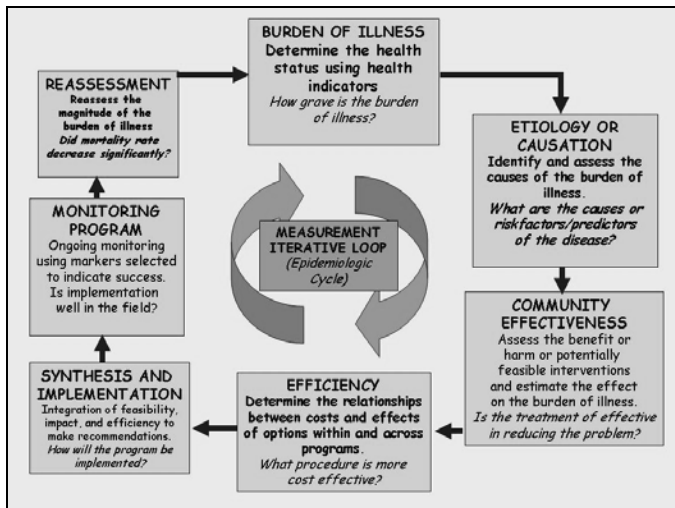 BURDEN OF ILLNESS
Determine the health
status using health
indicators
How grave is the burden
of illness?
ETIOLOGY OR
CAUSATION
Identify and assess the
causes of the burden of
illness.
What are the causes or
riskfactors/predictors
of the disease?
COMMUNITY
EFFECTIVENESS
Assess the benefit or
harm or potentially
feasible interventions
and estimate the effect
on the burden of illness.
Is the treatment of effective
in reducing the problem?
EFFICIENCY
Determine the relationships
between costs and effects
of options within and across
programs.
What procedure is more
cost effective?
SYNTHESIS AND
IMPLEMENTATION
Integration of feasibility,
impact, and efficiency to
make recommendations.
How will the program be
implemented?
MONITORING
PROGRAM
Ongoing monitoring
using markers selected
to indicate success.
Is implementation
well in the field?
REASSESSMENT
Reassess the
magnitude of the
burden of illness
Did mortality rate
decrease significantly?
MEASUREMENT
ITERATIVE LOOP
(Epidemiologic
Cycle)